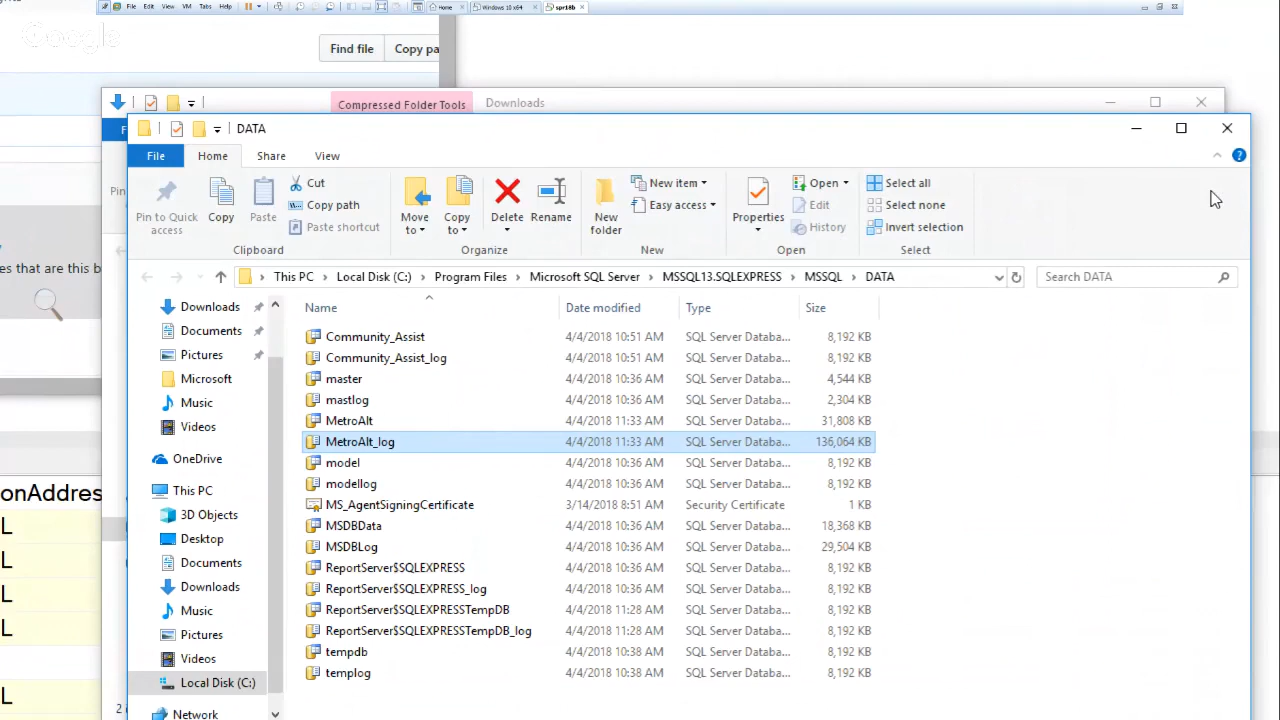 File Edit View VM Tabs Help Home Windows 10 x64 spr18b
Google
Find file Copy pa
Compressed Folder Tools Downloads
DATA
File Home Share View
Pin to Quick access
Copy
Paste
Cut
Copy path
Paste shortcut
Clipboard
Move to
Copy to
Delete
Rename
Organize
New folder
New item
Easy access
New
Properties
Open
Edit
History
Open
Select all
Select none
Invert selection
Select
This PC Local Disk (C:) Program Files Microsoft SQL Server MSSQL13.SQLEXPRESS MSSQL DATA
Search DATA
Downloads
Documents
Pictures
Microsoft
Music
Videos
OneDrive
This PC
3D Objects
Desktop
Documents
Downloads
Music
Pictures
Videos
Local Disk (C:)
Network
Name Date modified Type Size
Community_Assist 4/4/2018 10:51 AM SQL Server Databa... 8,192 KB
Community_Assist_log 4/4/2018 10:51 AM SQL Server Databa... 8,192 KB
master 4/4/2018 10:36 AM SQL Server Databa... 4,544 KB
mastlog 4/4/2018 10:36 AM SQL Server Databa... 2,304 KB
MetroAlt 4/4/2018 11:33 AM SQL Server Databa... 31,808 KB
MetroAlt_log 4/4/2018 11:33 AM SQL Server Databa... 136,064 KB
model 4/4/2018 10:36 AM SQL Server Databa... 8,192 KB
modellog 4/4/2018 10:36 AM SQL Server Databa... 8,192 KB
MS_AgentSigningCertificate 3/14/2018 8:51 AM Security Certificate 1 KB
MSDBData 4/4/2018 10:36 AM SQL Server Databa... 18,368 KB
MSDBLog 4/4/2018 10:36 AM SQL Server Databa... 29,504 KB
ReportServer$SQLEXPRESS 4/4/2018 10:36 AM SQL Server Databa... 8,192 KB
ReportServer$SQLEXPRESS_log 4/4/2018 10:36 AM SQL Server Databa... 8,192 KB
ReportServer$SQLEXPRESSTempDB 4/4/2018 11:28 AM SQL Server Databa... 8,192 KB
ReportServer$SQLEXPRESSTempDB_log 4/4/2018 11:28 AM SQL Server Databa... 8,192 KB
tempdb 4/4/2018 10:38 AM SQL Server Databa... 8,192 KB
templog 4/4/2018 10:38 AM SQL Server Databa... 8,192 KB
es that are this b
onAddres
L
L
L
L
L
F
Pin
2